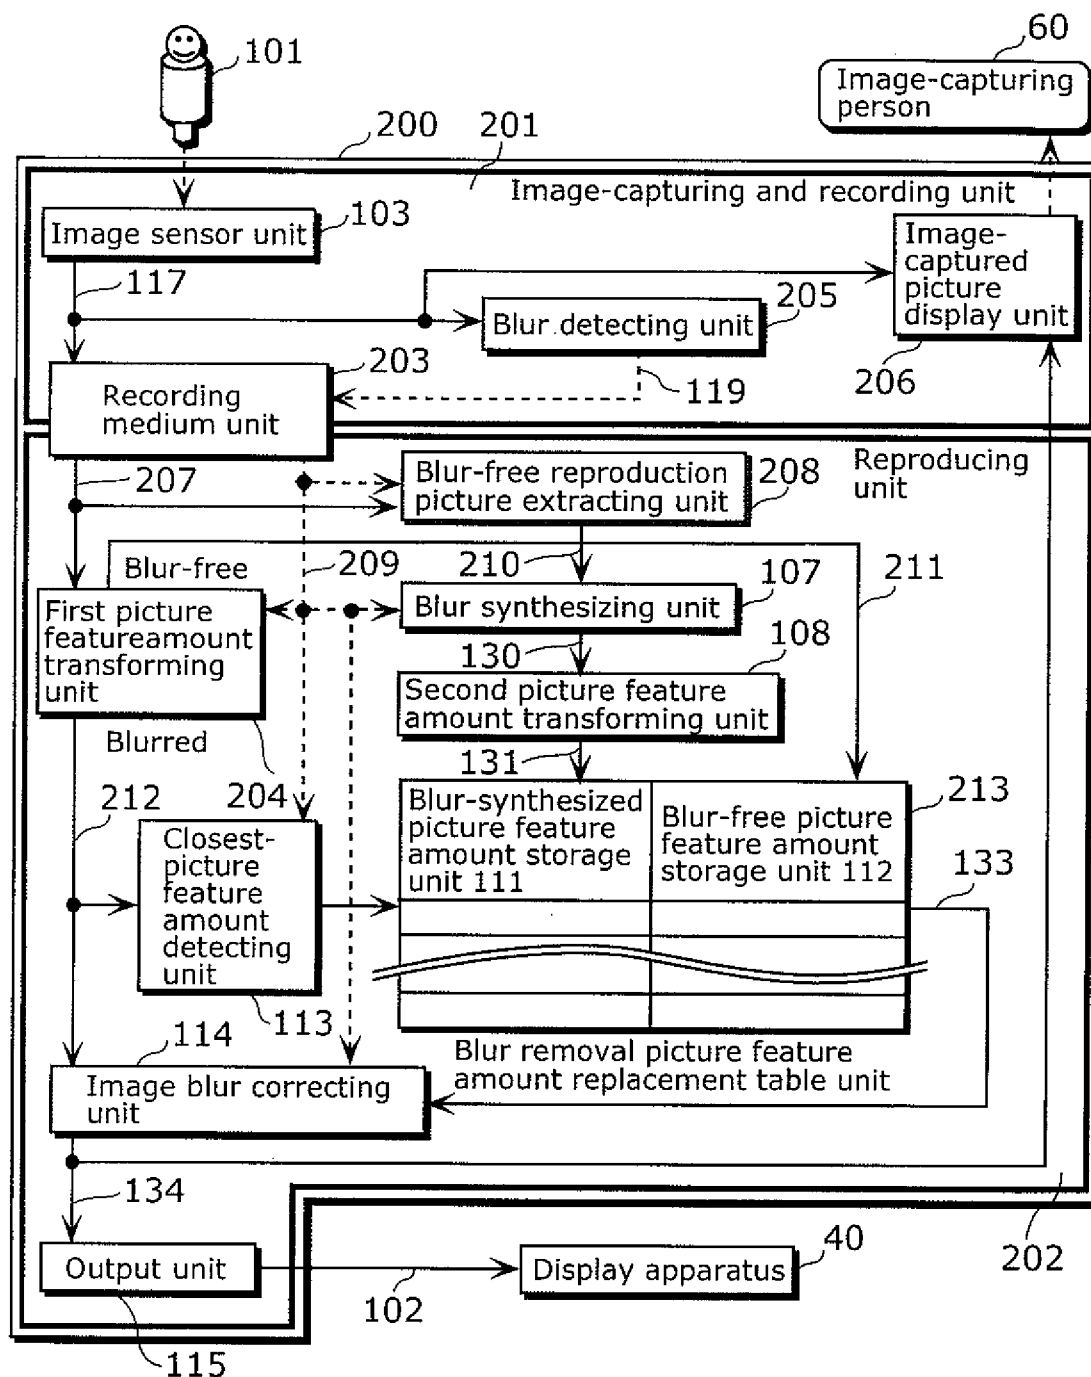 60
101
Image-capturing
person
200
201
Image-capturing and recording unit
103
Image sensor unit
Image-
captured
picture
display unit
117
205
Blur detecting unit
203
119
206
Recording
medium unit
Reproducing
unit
207
Blur-free reproduction
picture extracting unit
208
Blur-free
209
210
211
107
First picture
featureamount
transforming
unit
Blur synthesizing unit
130
108
Second picture feature
amount transforming unit
Blurred
131
204
212
213
Closest-
picture
feature
amount
detecting
unit
Blur-synthesized
picture feature
amount storage
unit 111
Blur-free picture
feature amount
storage unit 112
133
113
114
Blur removal picture feature
amount replacement table unit
Image blur correcting
unit
134
202
Output unit
40
Display apparatus
102
115